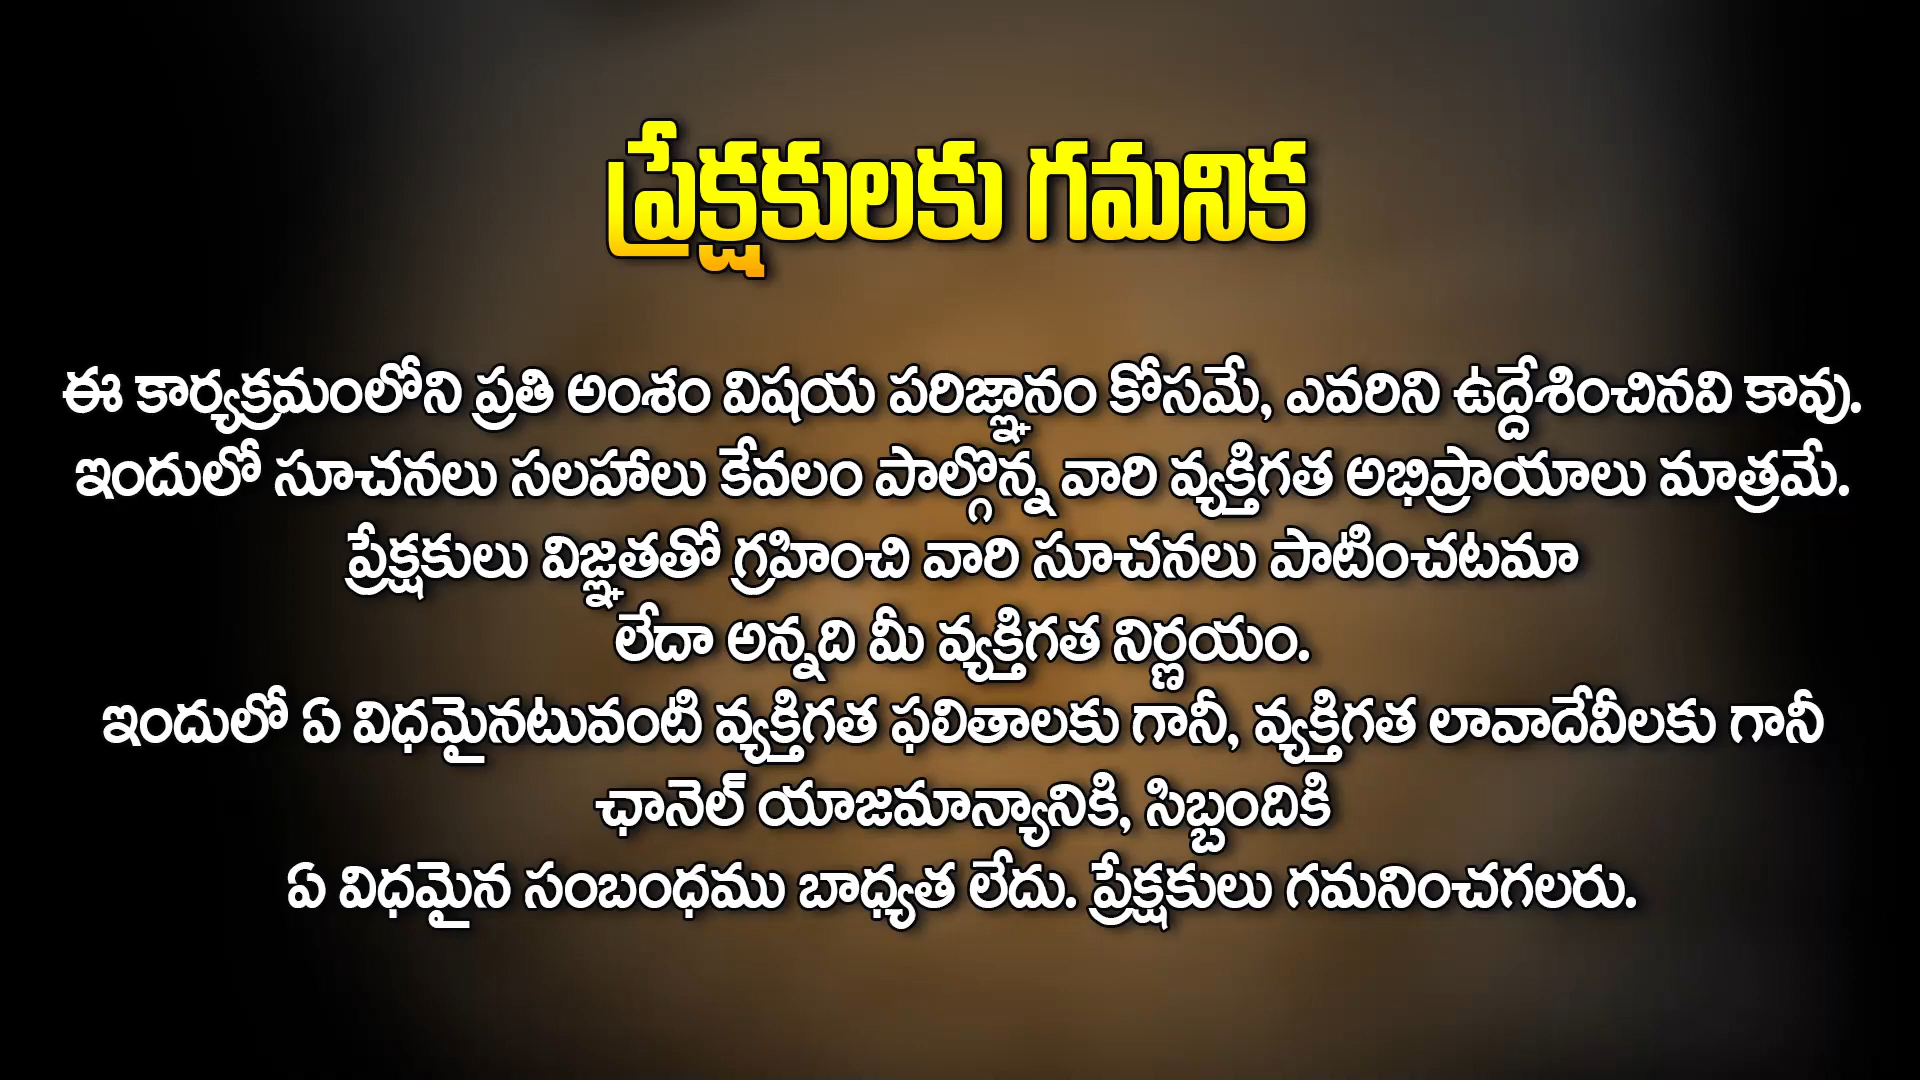 ప్రేక్షకులకు గమనిక
ఈ కార్యక్రమంలోని ప్రతి అంశం విషయ పరిజ్ఞానం కోసమే, ఎవరిని ఉద్దేశించినవి కావు.
ఇందులో సూచనలు సలహాలు కేవలం పాల్గొన్న వారి వ్యక్తిగత అభిప్రాయాలు మాత్రమే.
ప్రేక్షకులు విజ్ఞతతో గ్రహించి వారి సూచనలు పాటించటమా
లేదా అన్నది మీ వ్యక్తిగత నిర్ణయం.
ఇందులో ఏ విధమైనటువంటి వ్యక్తిగత ఫలితాలకు గానీ, వ్యక్తిగత లావాదేవీలకు గానీ
ఛానెల్ యాజమాన్యానికి, సిబ్బందికి
ఏ విధమైన సంబంధము బాధ్యత లేదు. ప్రేక్షకులు గమనించగలరు.